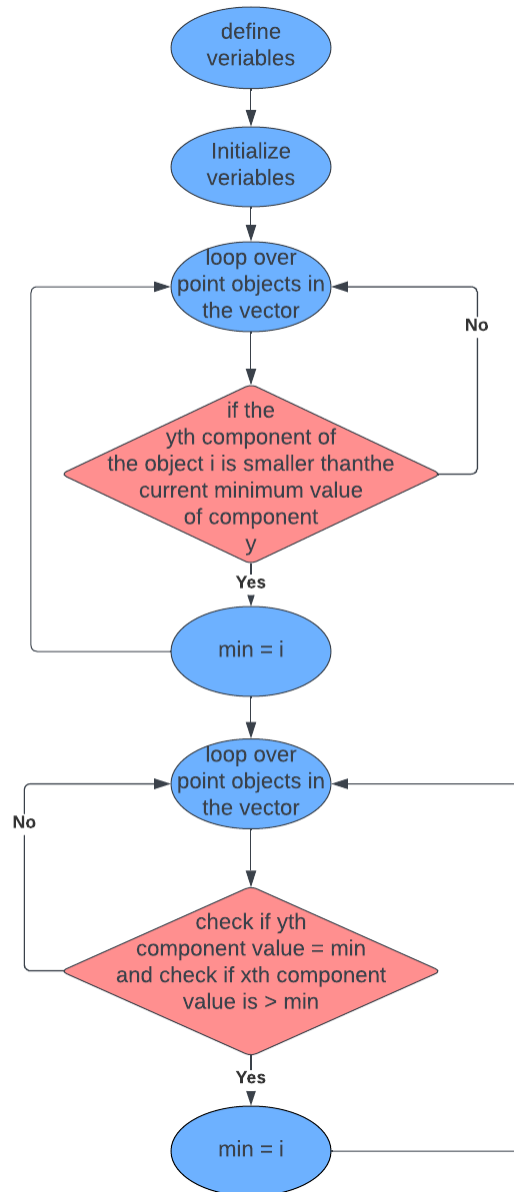 define
veriables
Initialize
veriables
loop over
point objects in
the vector
No
if the
yth component of
the object i is smaller thanthe
current minimum value
of component
y
Yes
min = i
loop over
point objects in
the vector
No
check if yth
component value = min
and check if xth component
value is > min
Yes
min = i